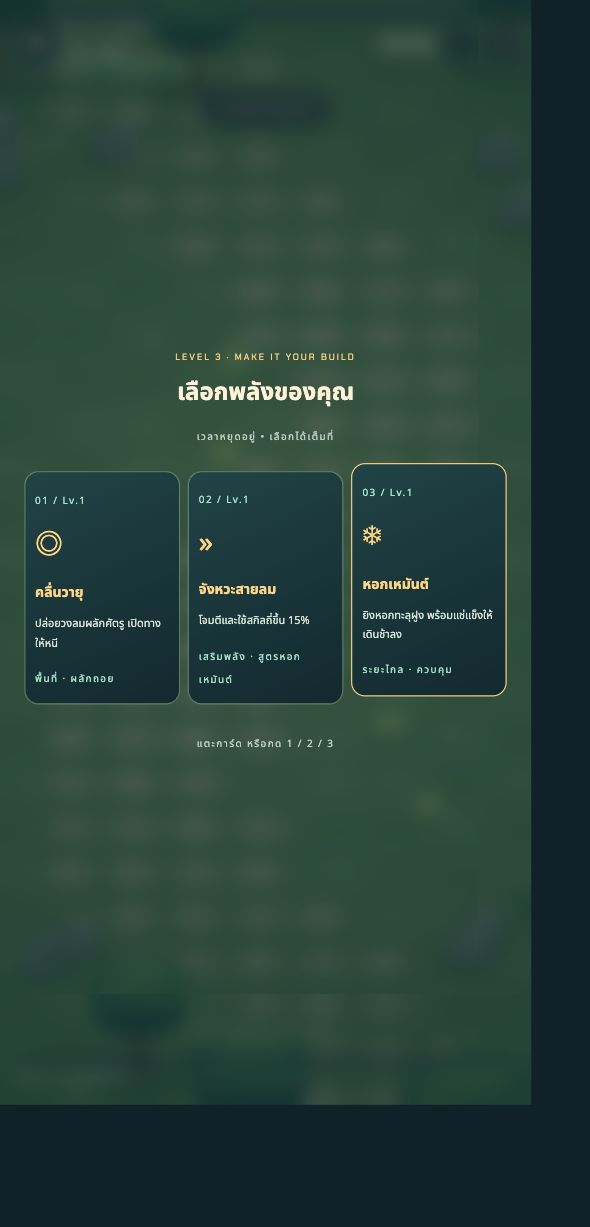 LEVEL 3 · MAKE IT YOUR BUILD
เลือกพลังของคุณ
เวลาหยุดอยู่ • เลือกได้เต็มที่
01 / Lv.1
คลื่นวายุ
ปล่อยวงลมผลักศัตรู เปิดทาง
ให้หนี
พื้นที่ · ผลักถอย
02 / Lv.1
»
จังหวะสายลม
โจมตีและใช้สกิลถี่ขึ้น 15%
เสริมพลัง · สูตรหอก
เหมันต์
03 / Lv.1
หอกเหมันต์
ยิงหอกทะลุฝูง พร้อมแช่แข็งให้
เดินช้าลง
ระยะไกล · ควบคุม
แตะการ์ด หรือกด 1 / 2 / 3